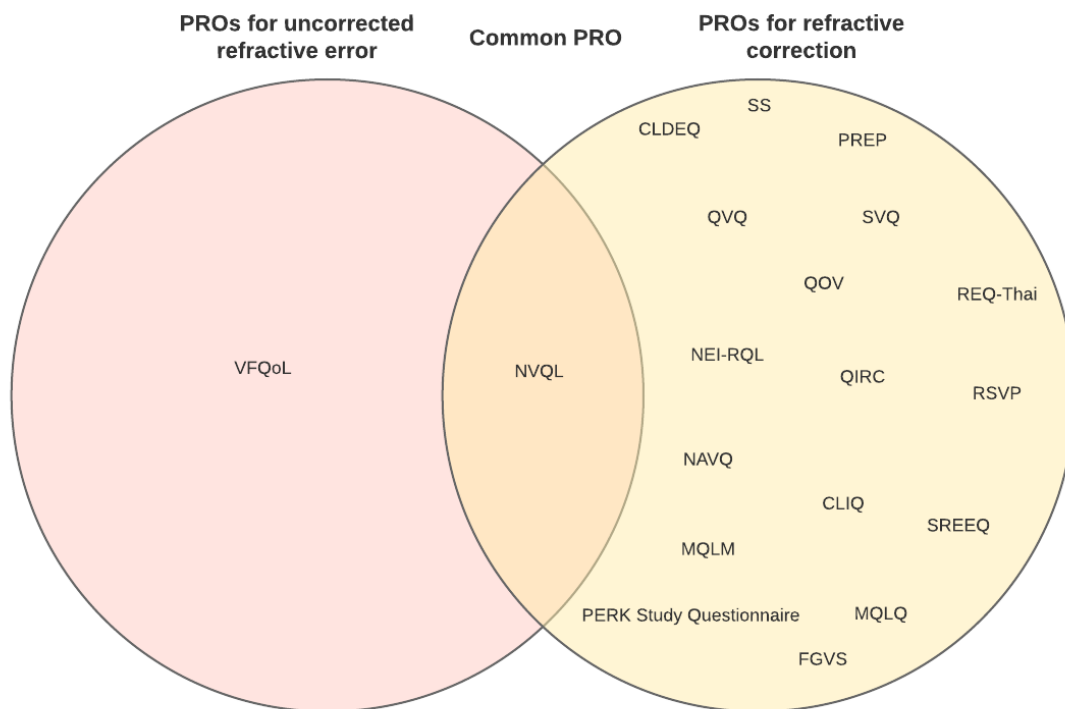 PROs for uncorrected
refractive error
Common PRO
PROs for refractive
correction
SS
CLDEQ
PREP
QVQ
SVQ
QOV
REQ-Thai
NEI-RQL
VFQoL
NVQL
QIRC
RSVP
NAVQ
CLIQ
SREEQ
MQLM
PERK Study Questionnaire
MQLQ
FGVS